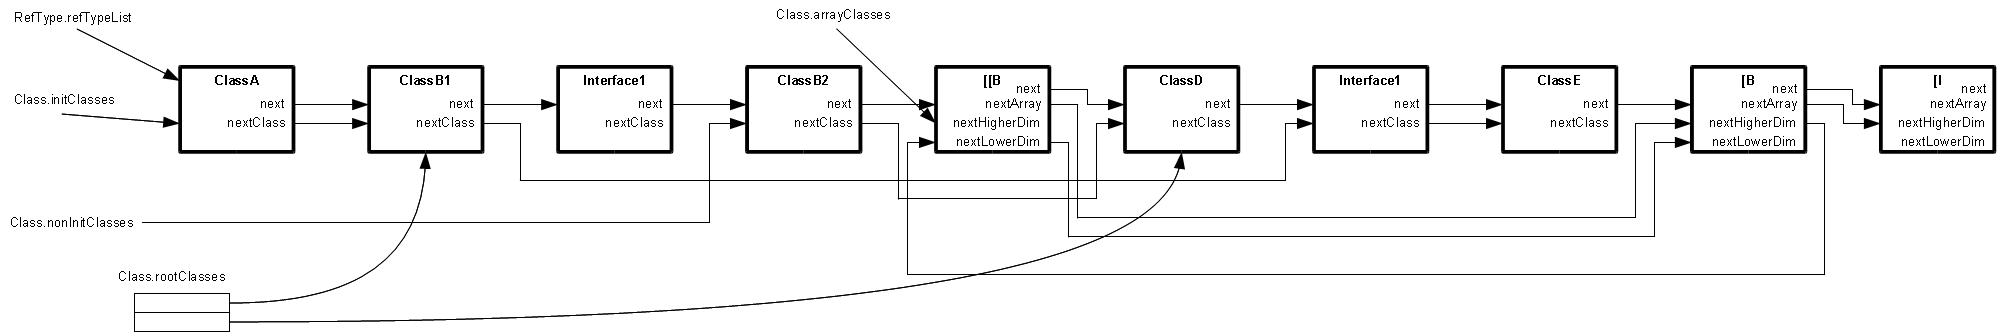 RefType.refTypeList
Class.arrayClasses
Class.initClasses
ClassA
next
nextClass
ClassB1
next
nextClass
Interface1
next
nextClass
ClassB2
next
nextClass
[[B
next
nextArray
nextHigherDim
nextLowerDim
ClassD
next
nextClass
Interface1
next
nextClass
ClassE
next
nextClass
[B
next
nextArray
nextHigherDim
nextLowerDim
[I
next
nextArray
nextHigherDim
nextLowerDim
Class.nonInitClasses
Class.rootClasses